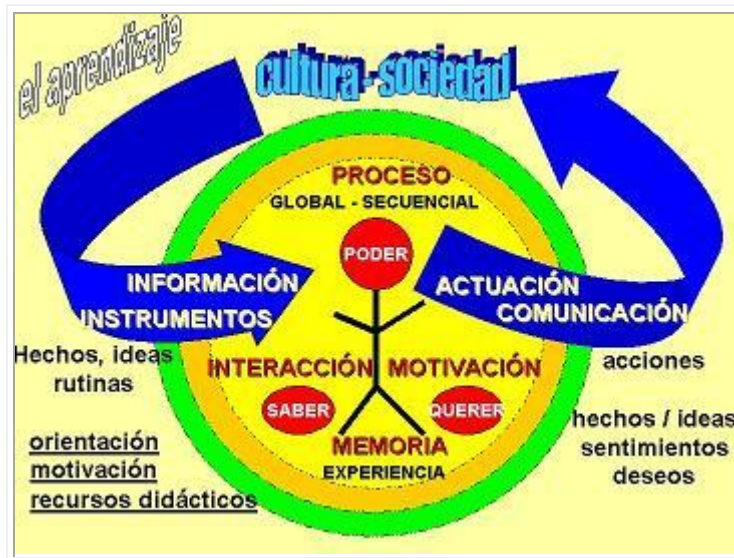 el aprendizaje
cultura - sociedad
PROCESO
GLOBAL - SECUENCIAL
PODER
INFORMACIÓN
INSTRUMENTOS
ACTUACIÓN
COMUNICACIÓN
Hechos, ideas
rutinas
INTERACCIÓN
MOTIVACIÓN
acciones
SABER
QUERER
MEMORIA
EXPERIENCIA
orientación
motivación
recursos didácticos
hechos / ideas
sentimientos
deseos